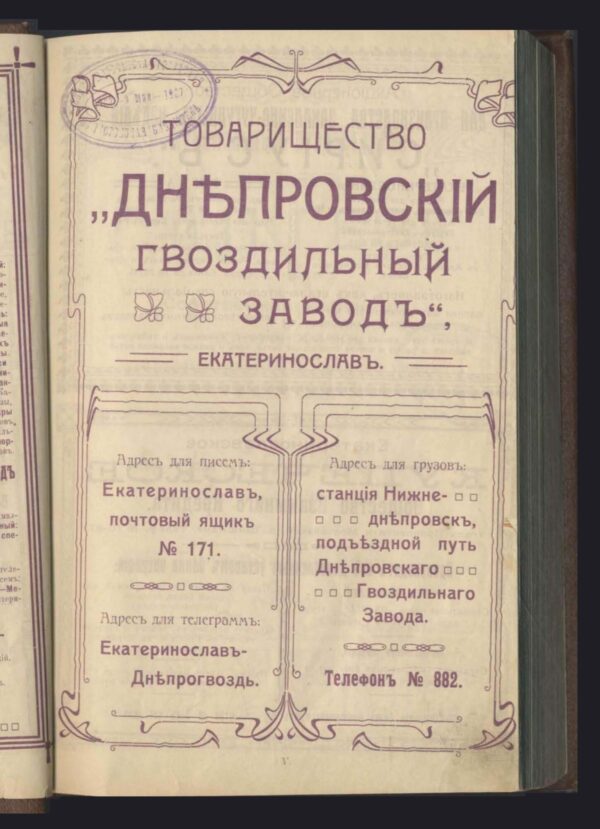 ТОВАРИЩЕСТВО
„ДНѢПРОВСКІЙ
ГВОЗДИЛЬНЫЙ
ЗАВОДЪ“,
ЕКАТЕРИНОСЛАВЪ.
Адресъ для писемъ:
Екатеринославъ,
почтовый ящикъ
№ 171.
Адресъ для телеграммъ:
Екатеринославъ-
Днѣпрогвоздь.
Адресъ для грузовъ:
станція Нижне-
днѣпровскъ,
подъѣздной путь
Днѣпровскаго
Гвоздильнаго
Завода.
Телефонъ № 882.
V